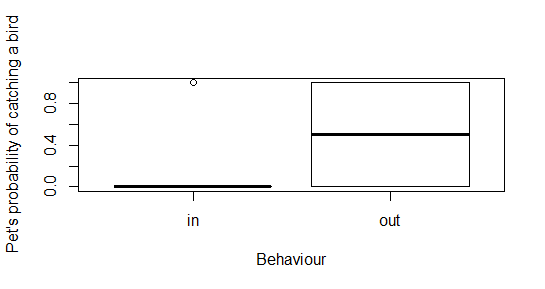 Pet's probability of catching a bird
0.8
0.4
0.0
in out
Behaviour